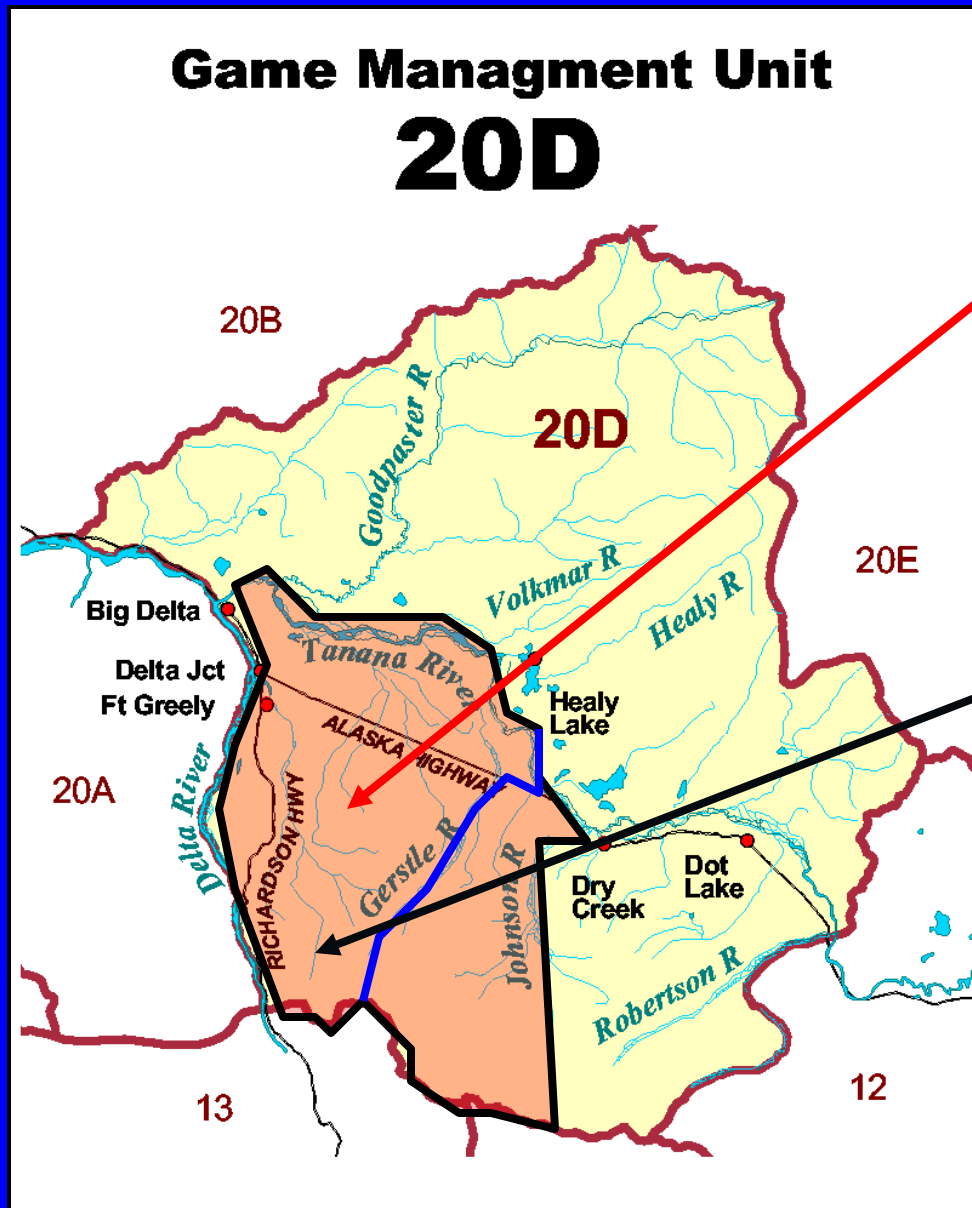 Game Managment Unit
20D
20B
Goodpaster R
20D
20E
Volkmar R
Healy R
Big Delta
Tanana River
Delta Jct
Ft Greely
Healy
Lake
ALASKA HIGHWAY
20A
Delta River
RICHARDSON HWY
Gerstle R
Johnson R
Dry
Creek
Dot
Lake
Robertson R
13
12